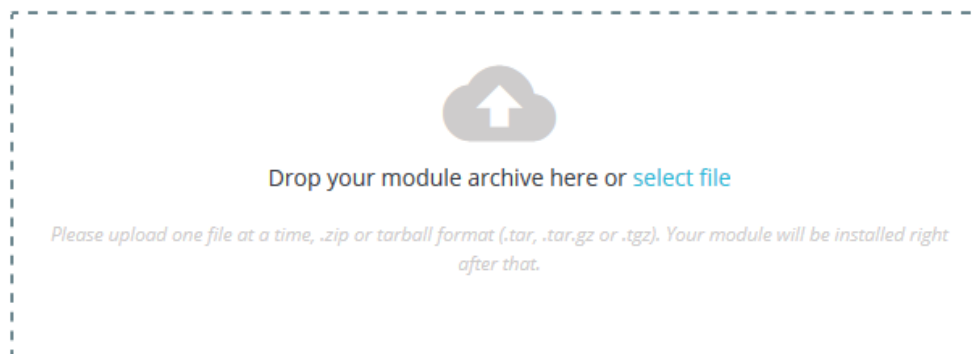 Drop your module archive here or select file
Please upload one file at a time, .zip or tarball format (.tar, .tar.gz or .tgz). Your module will be installed right
after that.